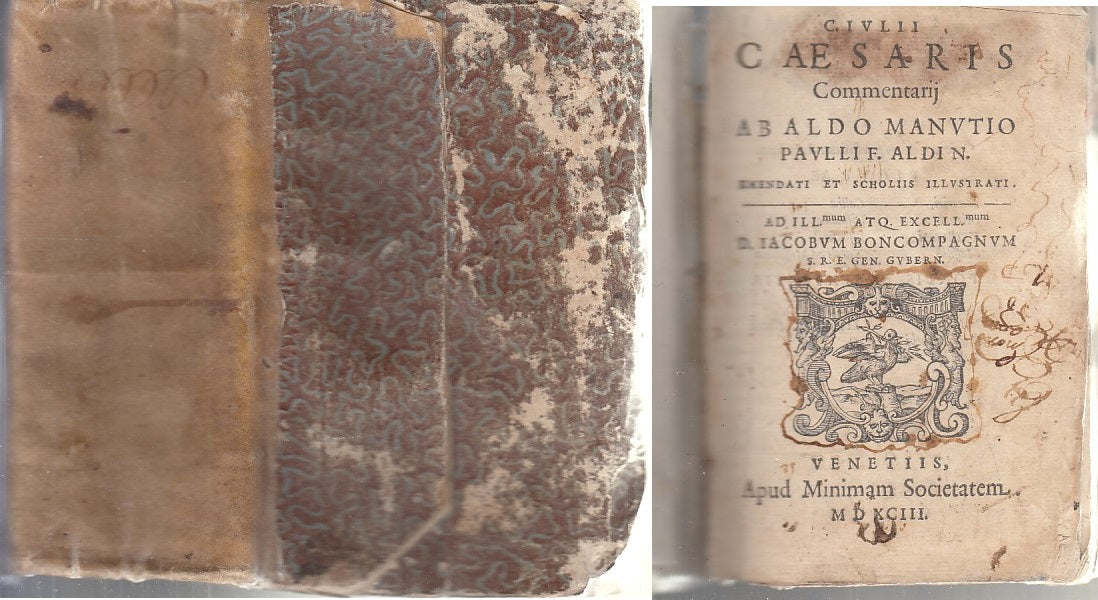 C. IVLII
CAESARIS
Commentarij
AB ALDO MANVTIO
PAVLLI F. ALDI N.
EMENDATI ET SCHOLIIS ILLVSTRATI.
AD ILL.mum ATQ. EXCELL.mum
D. IACOBVM BONCOMPAGNVM
S. R. E. GEN. GVBERN.
VENETIIS,
Apud Minimam Societatem.
M D XCIII.